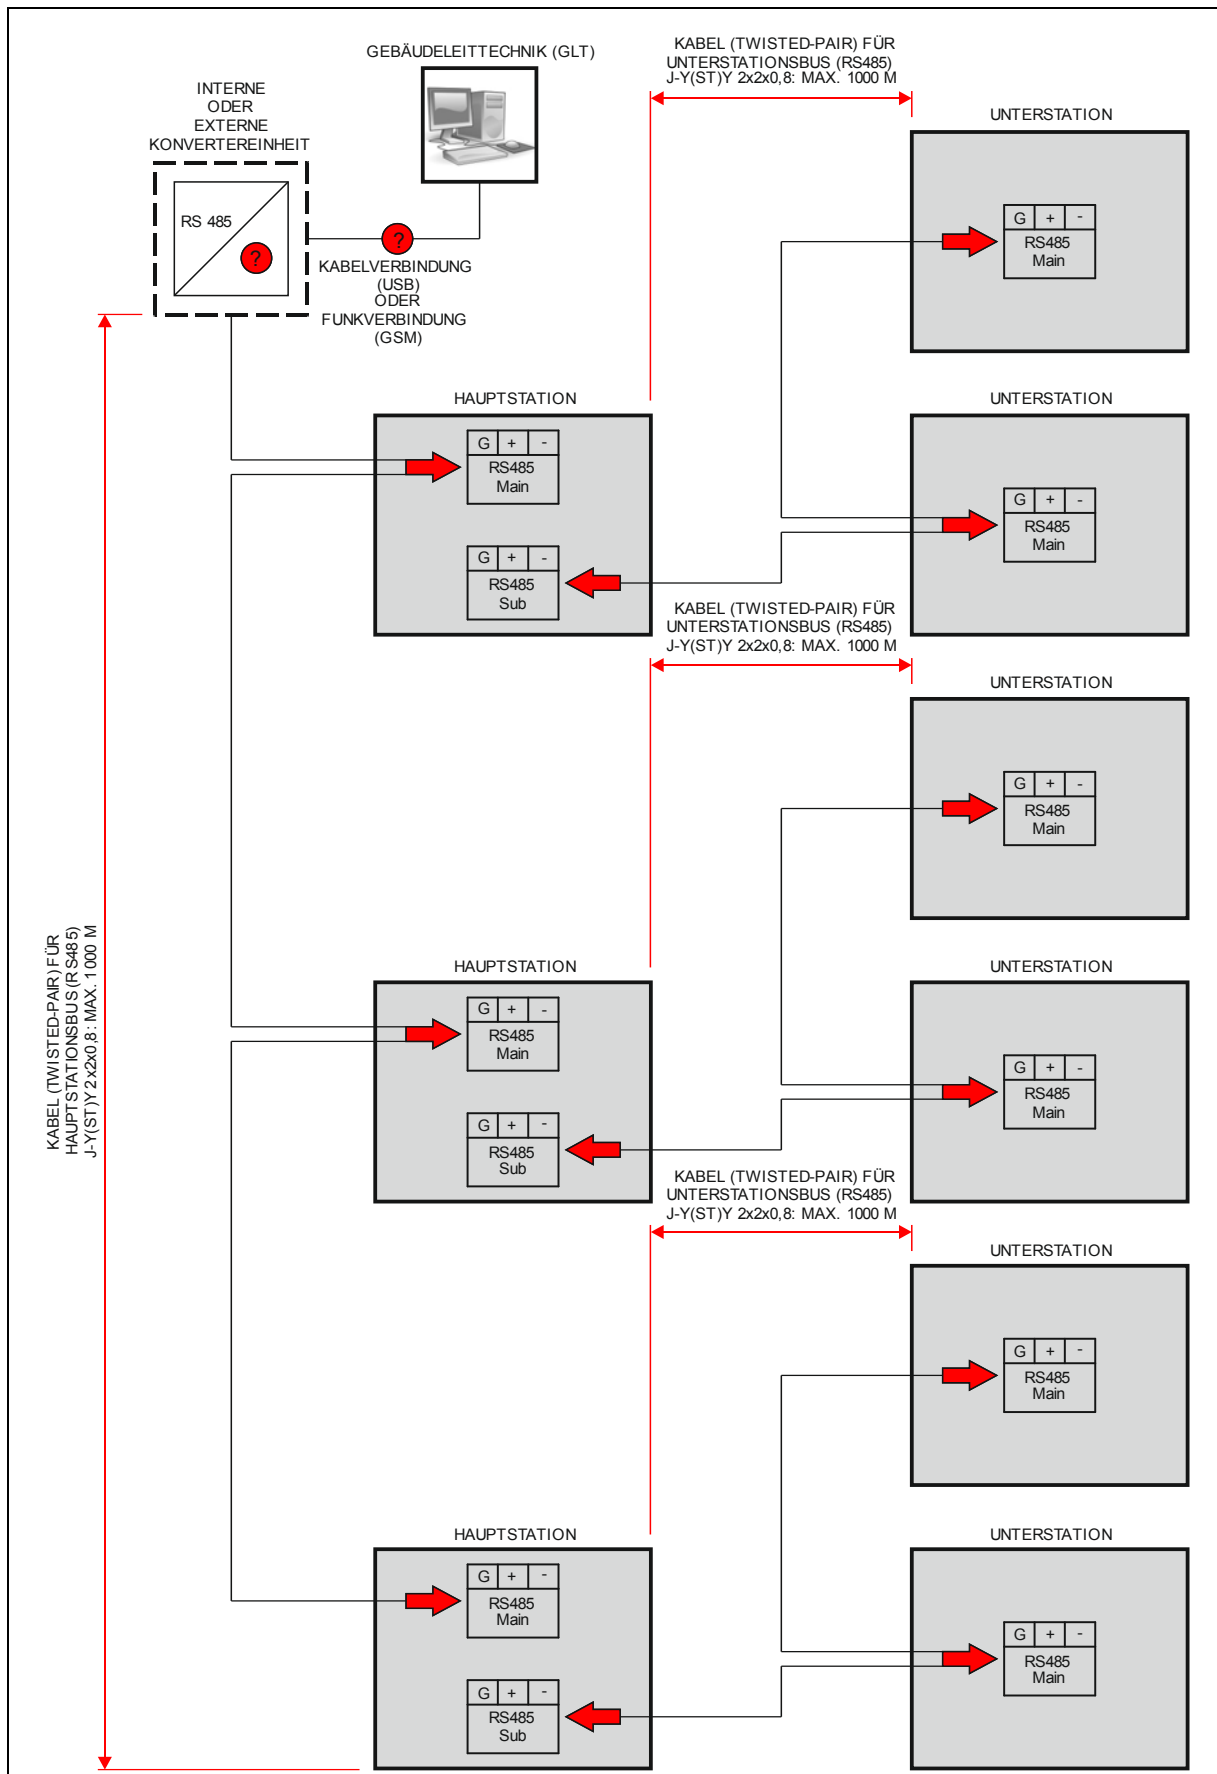 GEBÄUDELEITTECHNIK (GLT)
KABEL (TWISTED-PAIR) FÜR
UNTERSTATIONSBUS (RS485)
J-Y(ST)Y 2x2x0,8: MAX. 1000 M
INTERNE
ODER
EXTERNE
KONVERTEREINHEIT
RS 485
?
?
KABELVERBINDUNG
(USB)
ODER
FUNKVERBINDUNG
(GSM)
UNTERSTATION
G + -
RS485
Main
HAUPTSTATION
G + -
RS485
Main
G + -
RS485
Sub
UNTERSTATION
G + -
RS485
Main
KABEL (TWISTED-PAIR) FÜR
UNTERSTATIONSBUS (RS485)
J-Y(ST)Y 2x2x0,8: MAX. 1000 M
UNTERSTATION
G + -
RS485
Main
KABEL (TWISTED-PAIR) FÜR
HAUPTSTATIONSBUS (RS485)
J-Y(ST)Y 2x2x0,8: MAX. 1000 M
HAUPTSTATION
G + -
RS485
Main
G + -
RS485
Sub
UNTERSTATION
G + -
RS485
Main
KABEL (TWISTED-PAIR) FÜR
UNTERSTATIONSBUS (RS485)
J-Y(ST)Y 2x2x0,8: MAX. 1000 M
UNTERSTATION
G + -
RS485
Main
HAUPTSTATION
G + -
RS485
Main
G + -
RS485
Sub
UNTERSTATION
G + -
RS485
Main